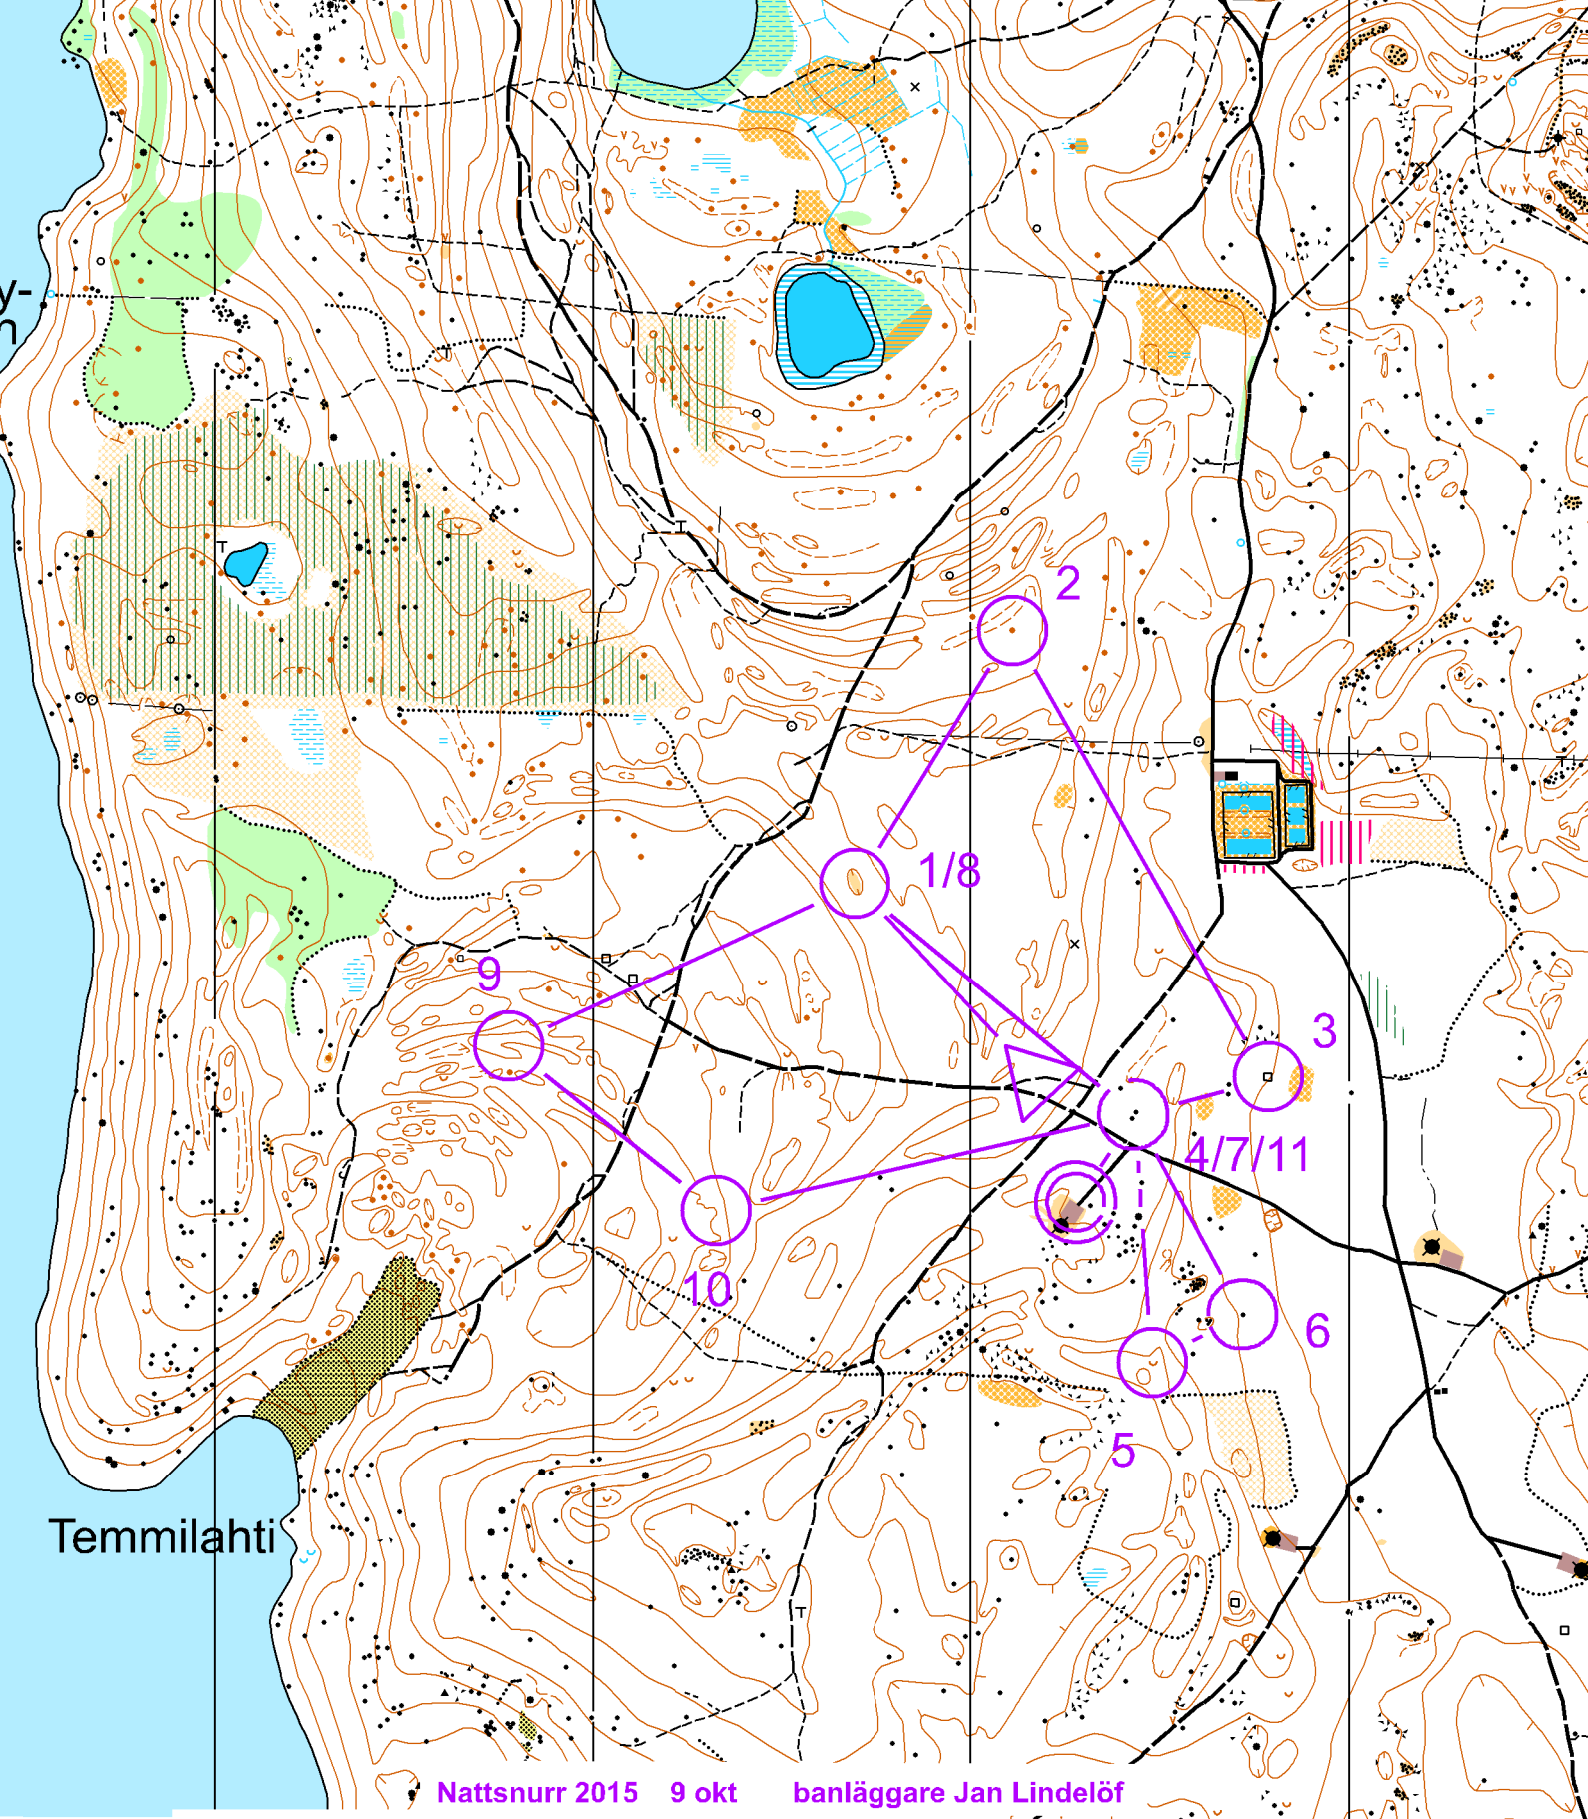 y-
n
2
1/8
9
3
4/7/11
10
6
5
Temmilahti
Nattsnurr 2015 9 okt banläggare Jan Lindelöf